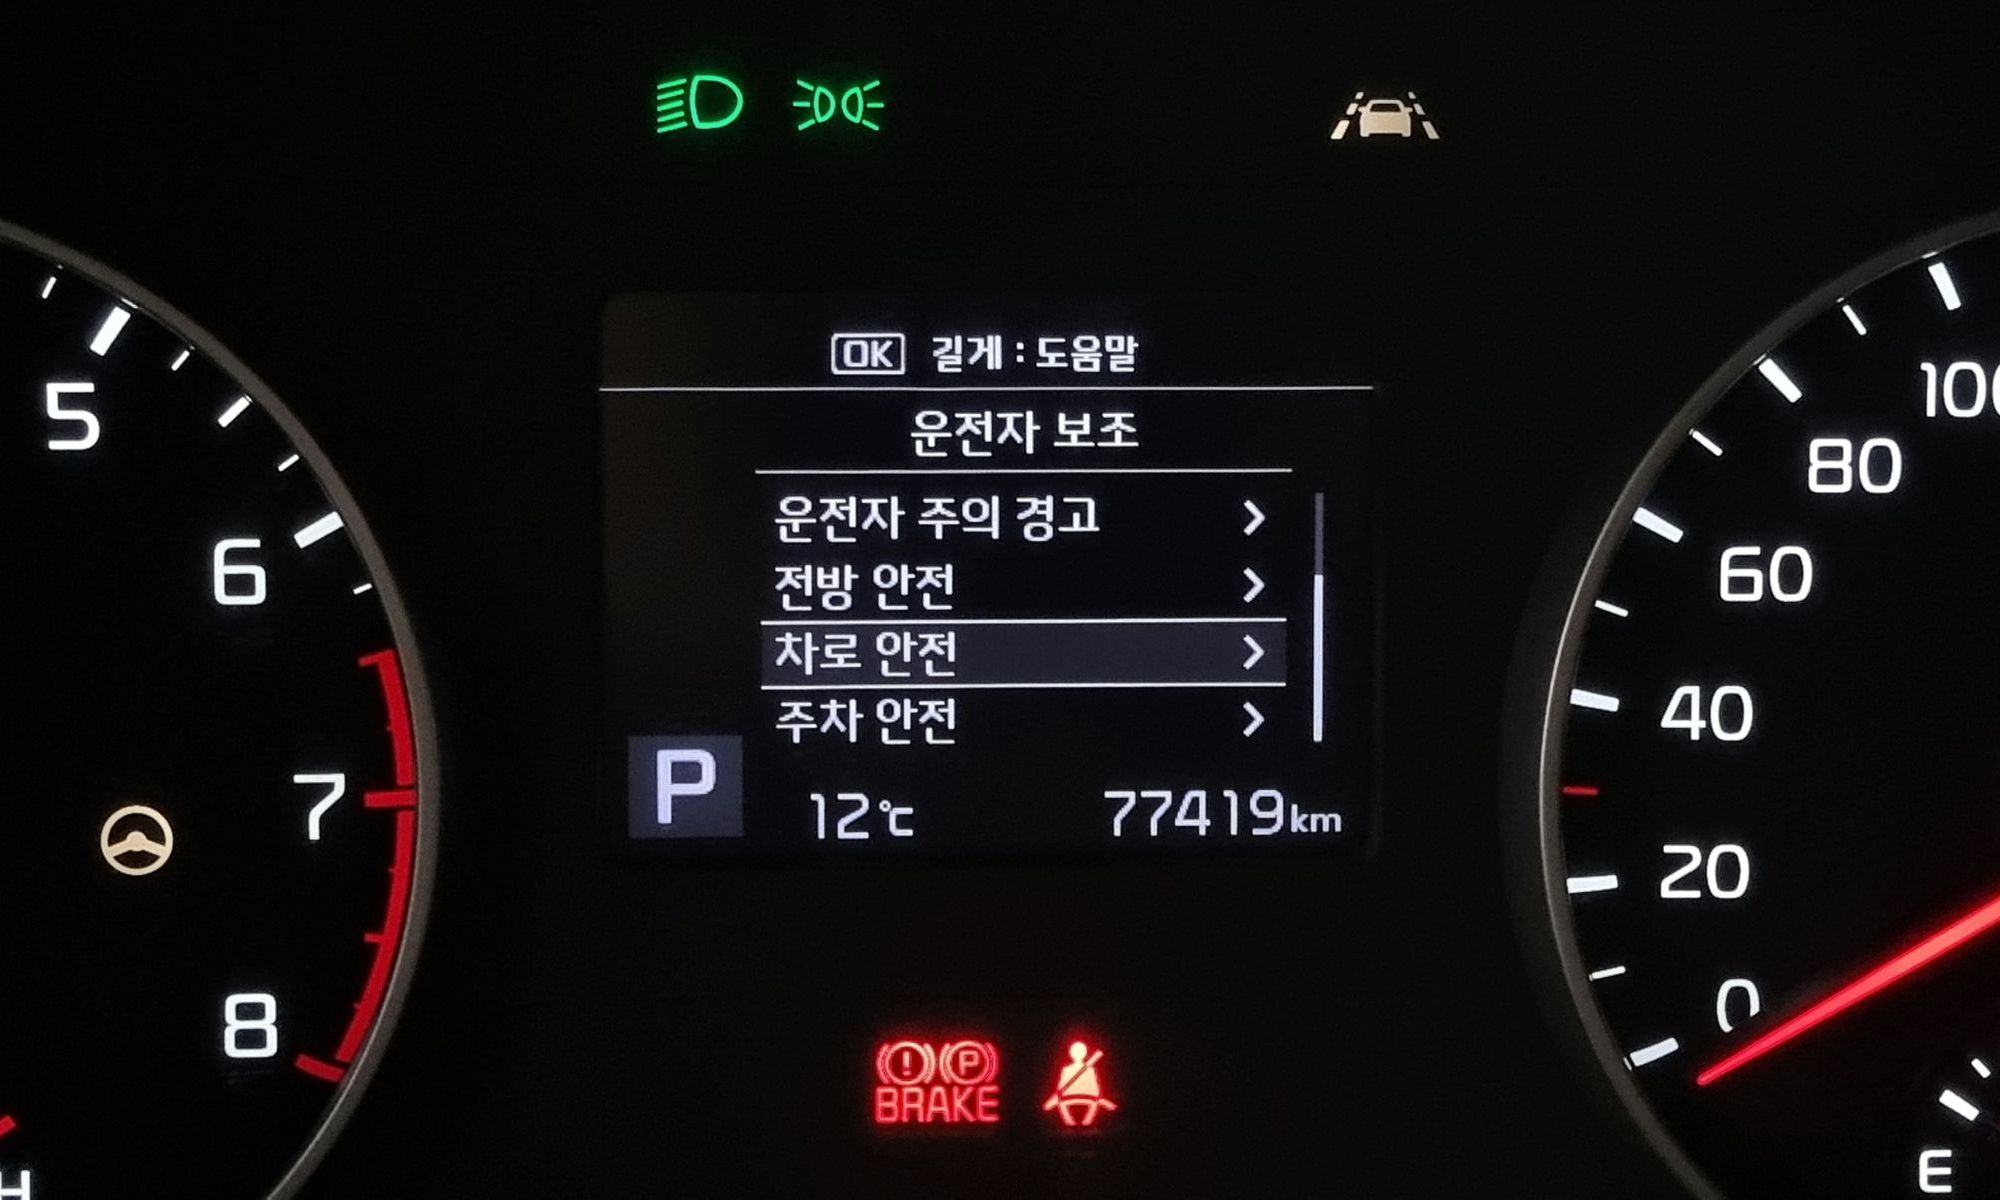 OK 길게 : 도움말
운전자 보조
운전자 주의 경고
전방 안전
차로 안전
주차 안전
P
12℃ 77419km
5
6
7
8
H
100
80
60
40
20
0
E
P
BRAKE